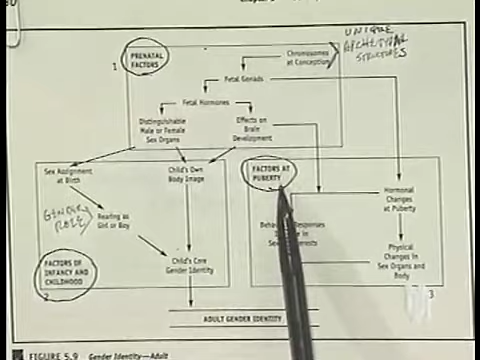 UNIQUE
STRUCTURES
PRENATAL
FACTORS
1
Chromosomes
at Conception
Fetal Gonads
Fetal Hormones
Distinguishable
Male or Female
Sex Organs
Effects on
Brain
Development
Sex Assignment
at Birth
Child's Own
Body Image
FACTORS AT
PUBERTY
GENDER
ROLE
Rearing as
Girl or Boy
Hormonal
Changes
at Puberty
Child's Core
Gender Identity
Physical
Changes in
Sex Organs and
Body
FACTORS OF
INFANCY AND
CHILDHOOD
2
3
ADULT GENDER IDENTITY
FIGURE 5.9 Gender Identity—Adult